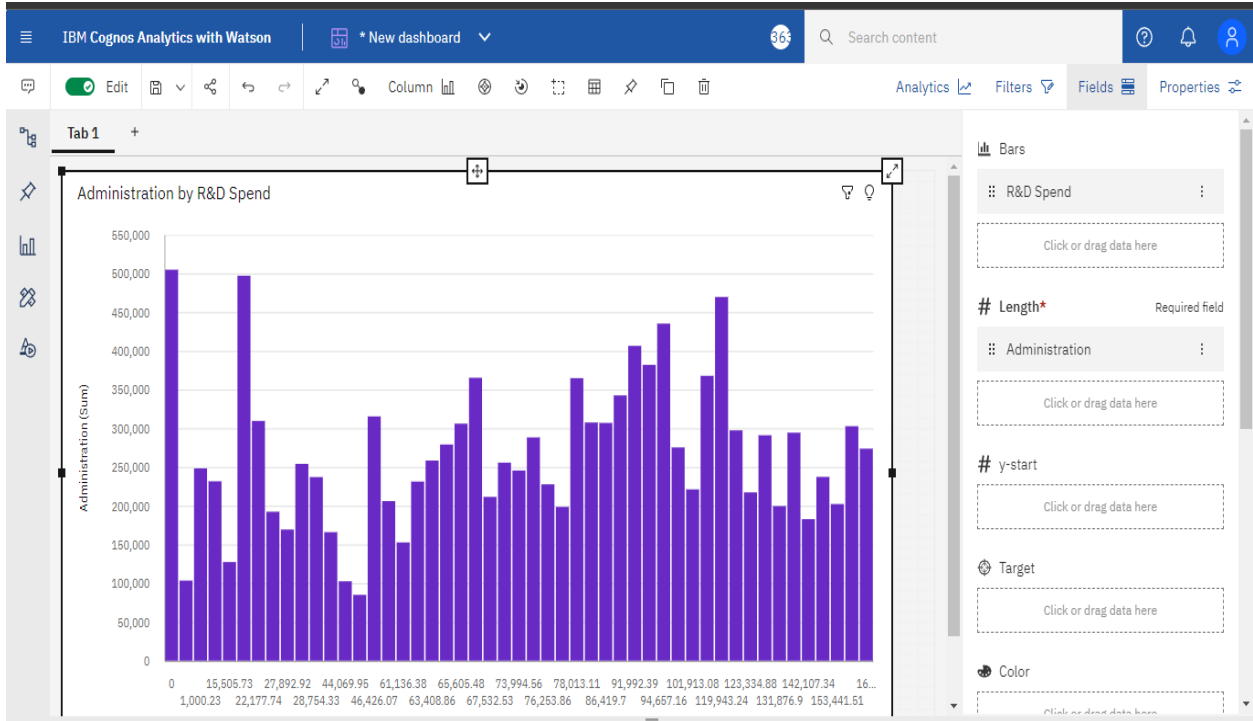 IBM Cognos Analytics with Watson
* New dashboard
363
Search content
Edit
Column
Analytics
Filters
Fields
Properties
Tab 1
+
Administration by R&D Spend
Administration (Sum)
550,000
500,000
450,000
400,000
350,000
300,000
250,000
200,000
150,000
100,000
50,000
0
0 15,505.73 27,892.92 44,069.95 61,136.38 65,605.48 73,994.56 78,013.11 91,992.39 101,913.08 123,334.88 142,107.34 16...
1,000.23 22,177.74 28,754.33 46,426.07 63,408.86 67,532.53 76,253.86 86,419.7 94,657.16 119,943.24 131,876.9 153,441.51
Bars
R&D Spend
Click or drag data here
# Length* Required field
Administration
Click or drag data here
# y-start
Click or drag data here
Target
Click or drag data here
Color
Click or drag data here